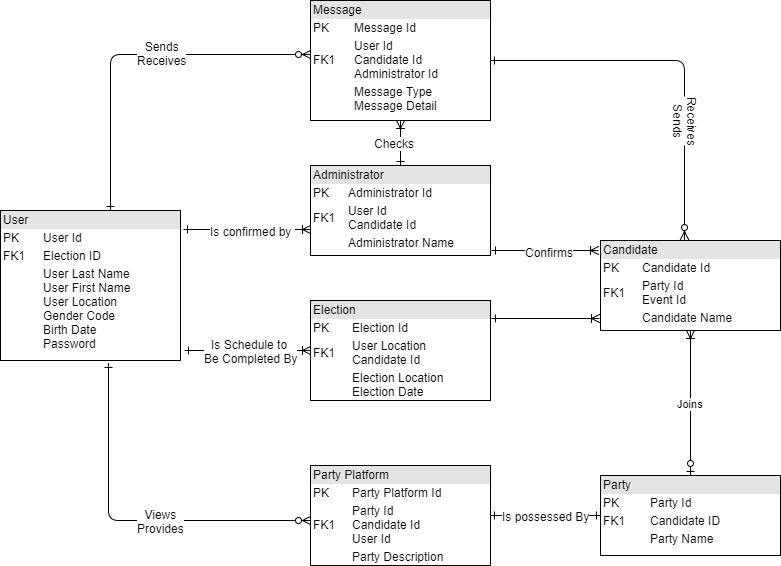 Message
PK Message Id
User Id
FK1 Candidate Id
Administrator Id
Message Type
Message Detail
Sends
Receives
Receives
Sends
Checks
Administrator
PK Administrator Id
User Id
FK1
Candidate Id
Administrator Name
User
PK User Id
FK1 Election ID
User Last Name
User First Name
User Location
Gender Code
Birth Date
Password
Is confirmed by
Confirms
Candidate
PK Candidate Id
Party Id
FK1
Event Id
Candidate Name
Election
PK Election Id
User Location
FK1
Candidate Id
Election Location
Election Date
Is Schedule to
Be Completed By
Joins
Party Platform
PK Party Platform Id
Party Id
FK1 Candidate Id
User Id
Party Description
Views
Provides
Is possessed By
Party
PK Party Id
FK1 Candidate ID
Party Name